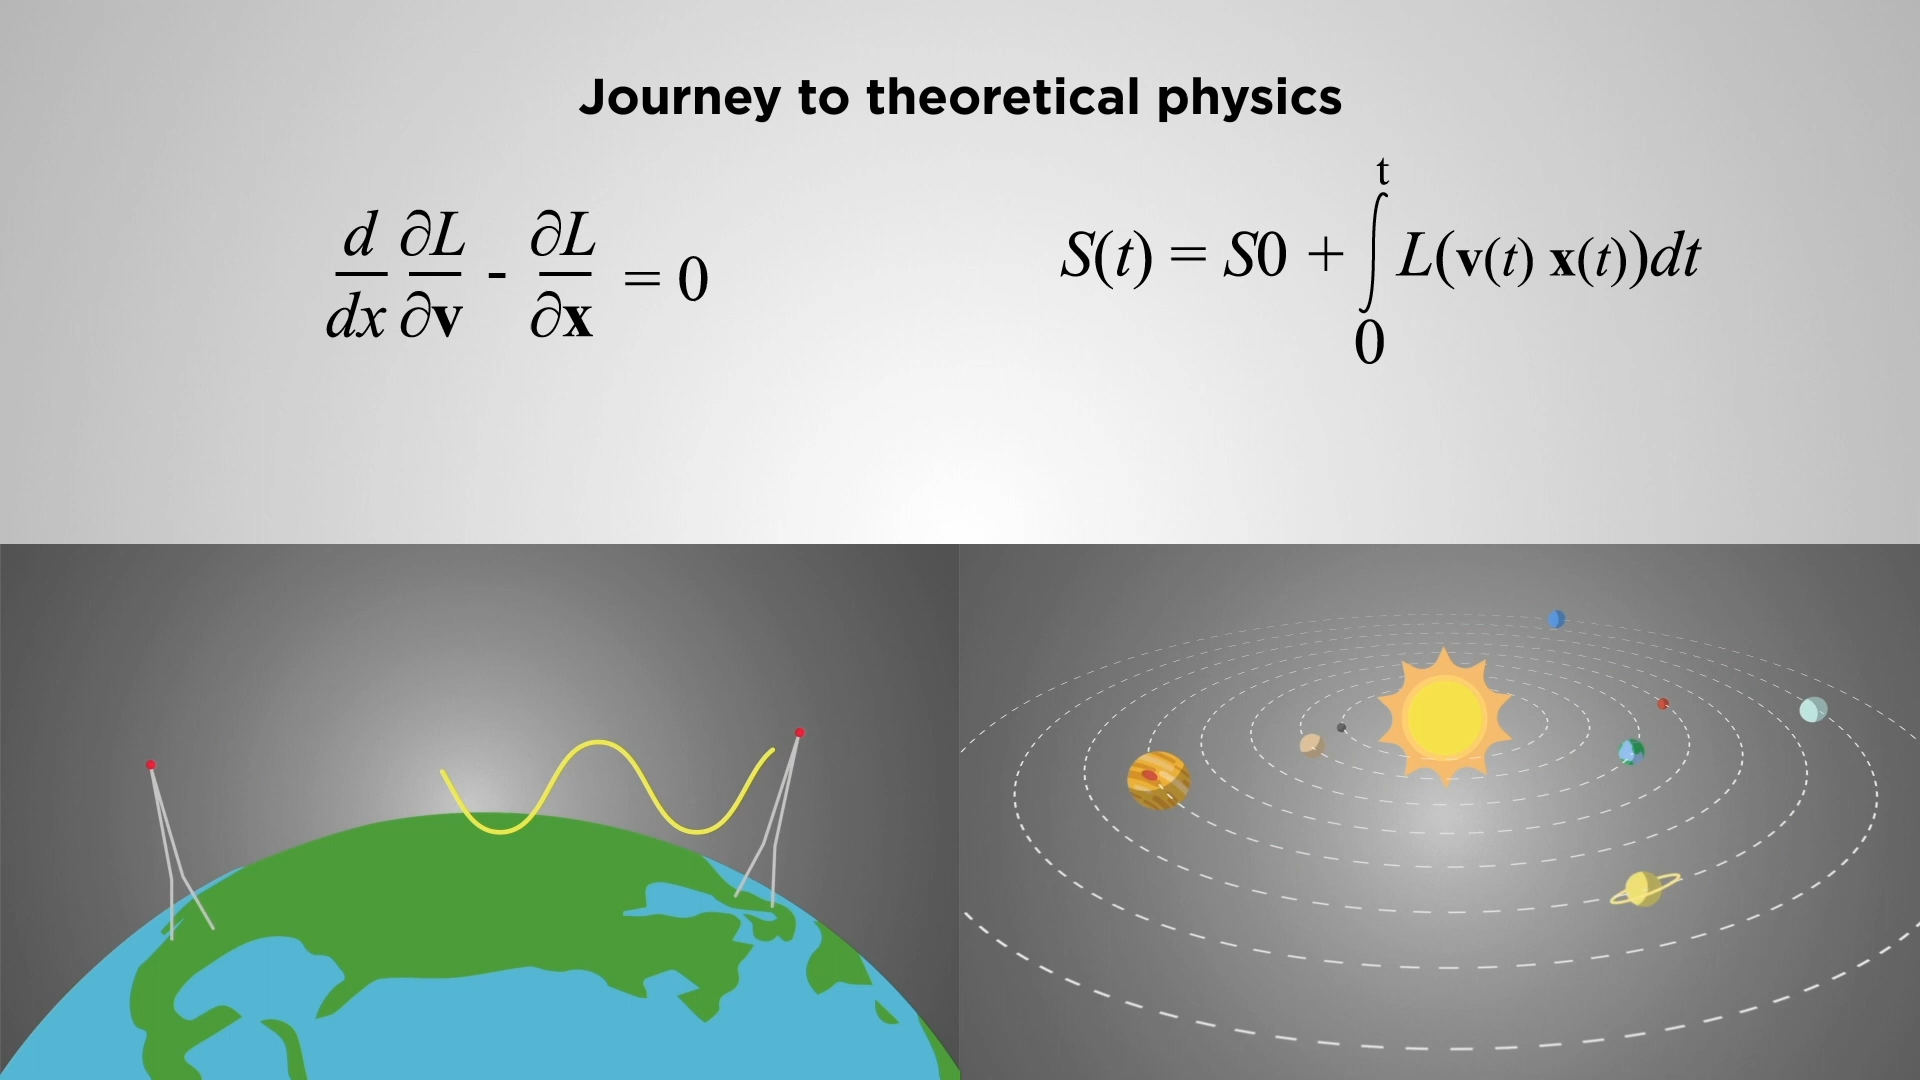 Journey to theoretical physics
d/dx ∂L/∂v - ∂L/∂x = 0
S(t) = S0 + ∫₀ᵗ L(v(t) x(t))dt